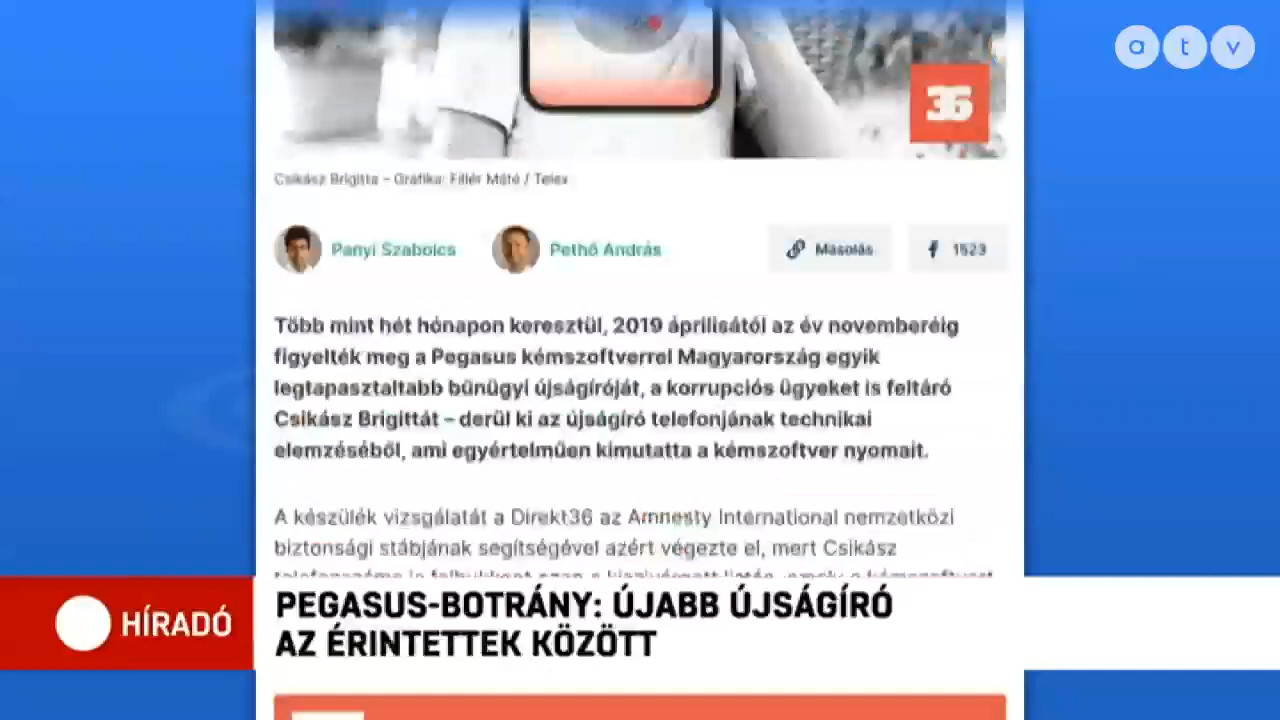 atv
36
Csikász Brigitta – Grafika: Fillér Máté / Telex
Panyi Szabolcs
Pethő András
Másolás
1523
Több mint hét hónapon keresztül, 2019 áprilisától az év novemberéig
figyelték meg a Pegasus kémszoftverrel Magyarország egyik
legtapasztaltabb bűnügyi újságíróját, a korrupciós ügyeket is feltáró
Csikász Brigittát – derül ki az újságíró telefonjának technikai
elemzéséből, ami egyértelműen kimutatta a kémszoftver nyomait.
A készülék vizsgálatát a Direkt36 az Amnesty International nemzetközi
biztonsági stábjának segítségével azért végezte el, mert Csikász
HÍRADÓ
PEGASUS-BOTRÁNY: ÚJABB ÚJSÁGÍRÓ
AZ ÉRINTETTEK KÖZÖTT